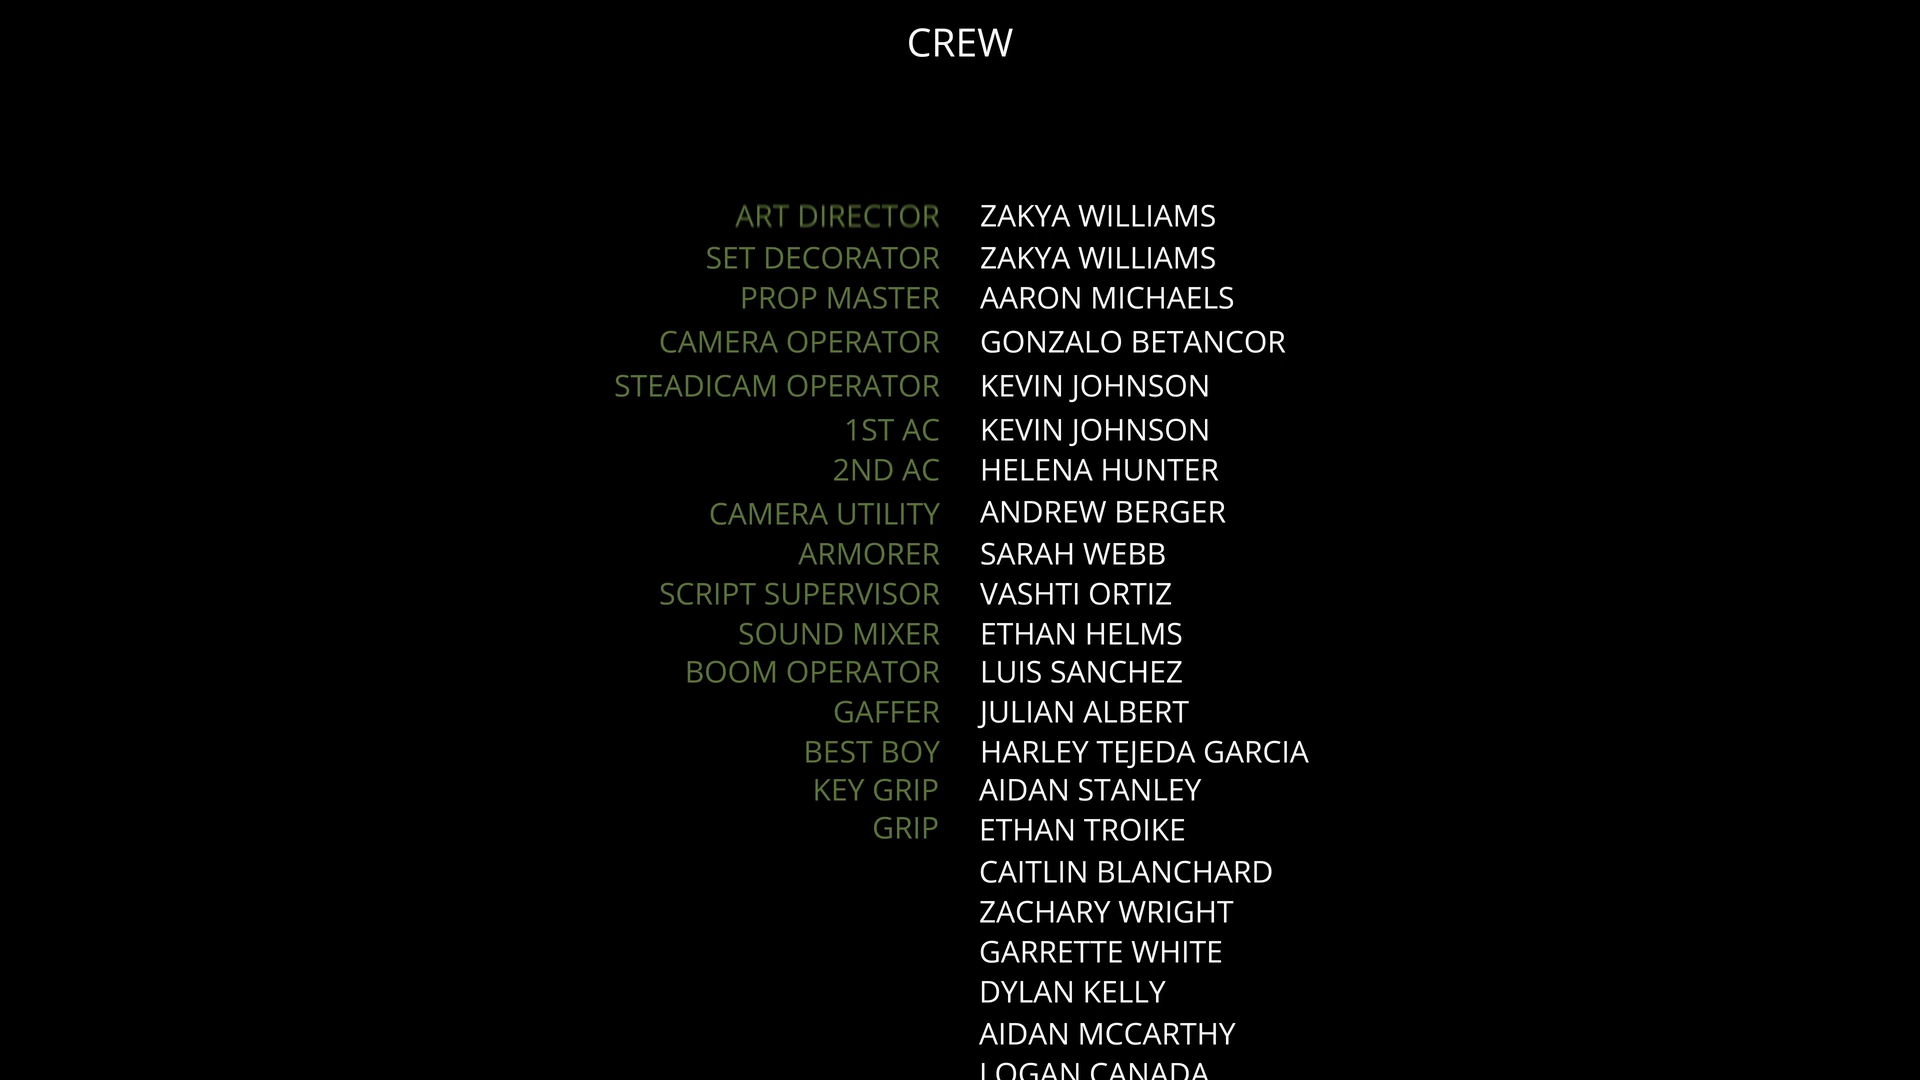 CREW
ART DIRECTOR ZAKYA WILLIAMS
SET DECORATOR ZAKYA WILLIAMS
PROP MASTER AARON MICHAELS
CAMERA OPERATOR GONZALO BETANCOR
STEADICAM OPERATOR KEVIN JOHNSON
1ST AC KEVIN JOHNSON
2ND AC HELENA HUNTER
CAMERA UTILITY ANDREW BERGER
ARMORER SARAH WEBB
SCRIPT SUPERVISOR VASHTI ORTIZ
SOUND MIXER ETHAN HELMS
BOOM OPERATOR LUIS SANCHEZ
GAFFER JULIAN ALBERT
BEST BOY HARLEY TEJEDA GARCIA
KEY GRIP AIDAN STANLEY
GRIP ETHAN TROIKE
CAITLIN BLANCHARD
ZACHARY WRIGHT
GARRETTE WHITE
DYLAN KELLY
AIDAN MCCARTHY
LOGAN CANADA